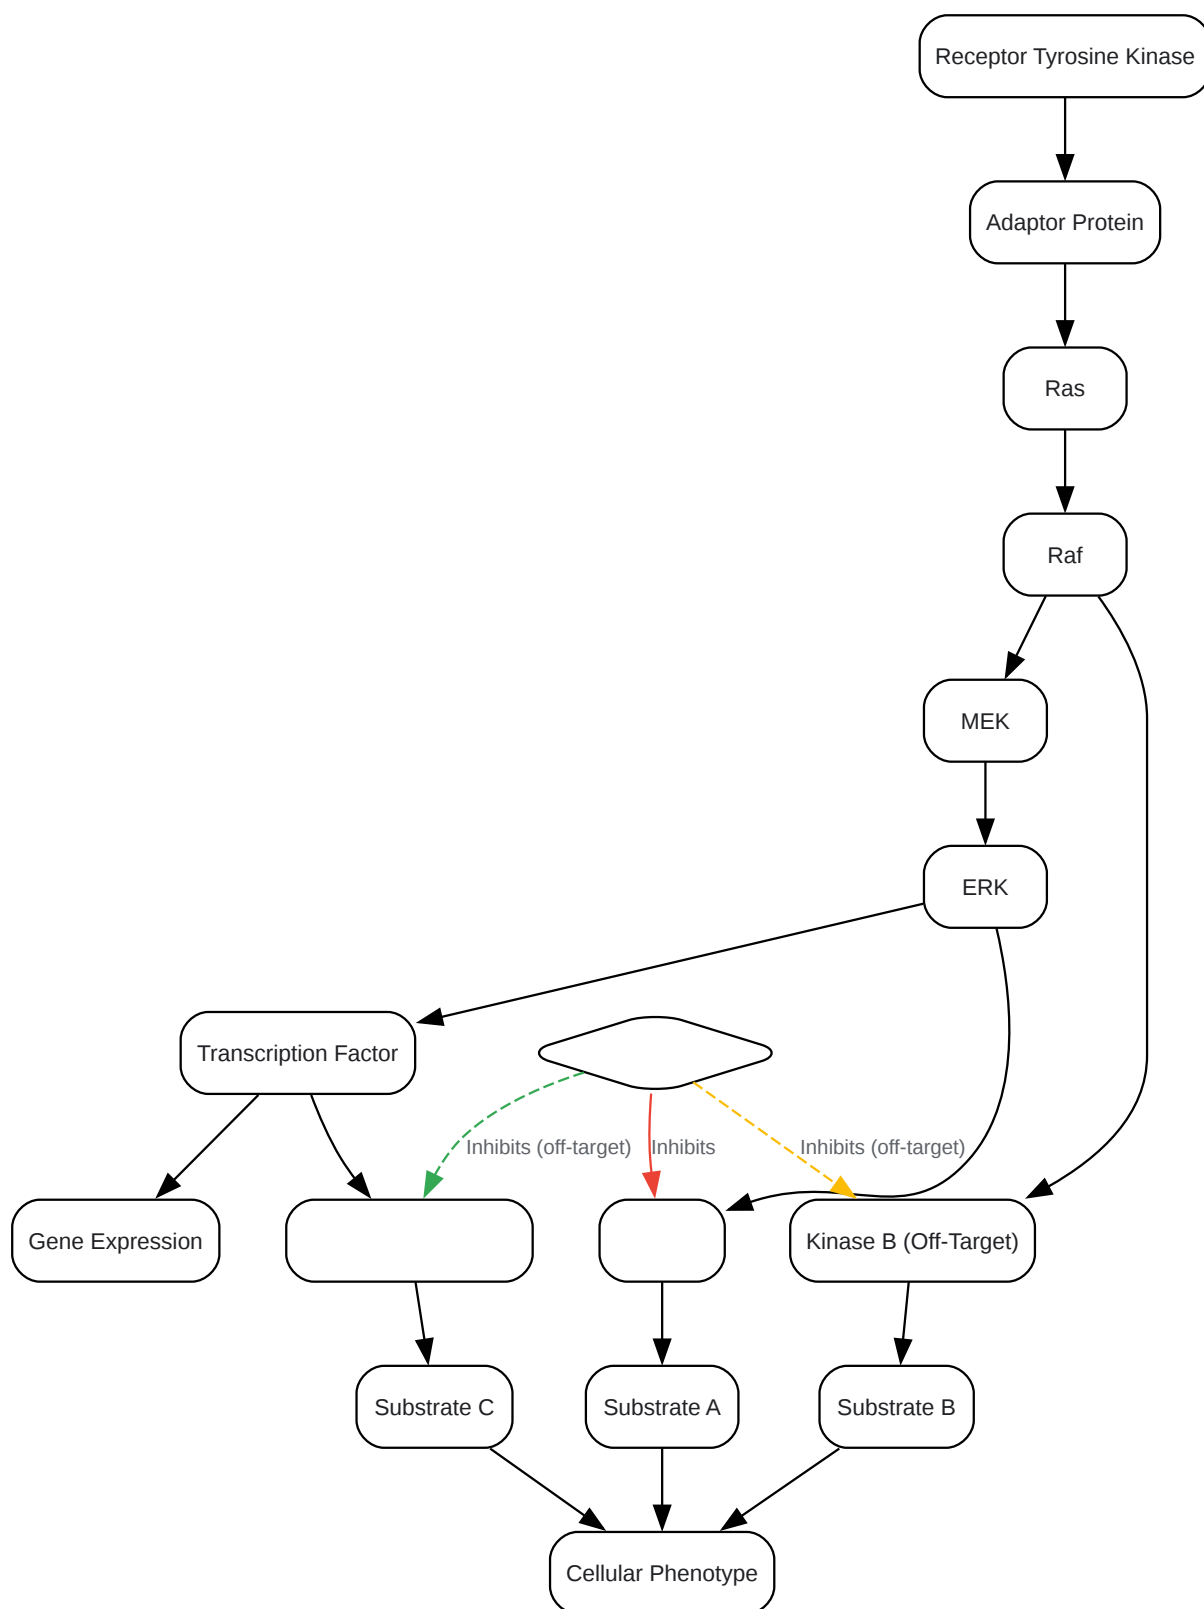 Receptor Tyrosine Kinase
Adaptor Protein
Ras
Raf
MEK
ERK
Transcription Factor
Inhibits (off-target)
Inhibits
Inhibits (off-target)
Gene Expression
Kinase B (Off-Target)
Substrate C
Substrate A
Substrate B
Cellular Phenotype